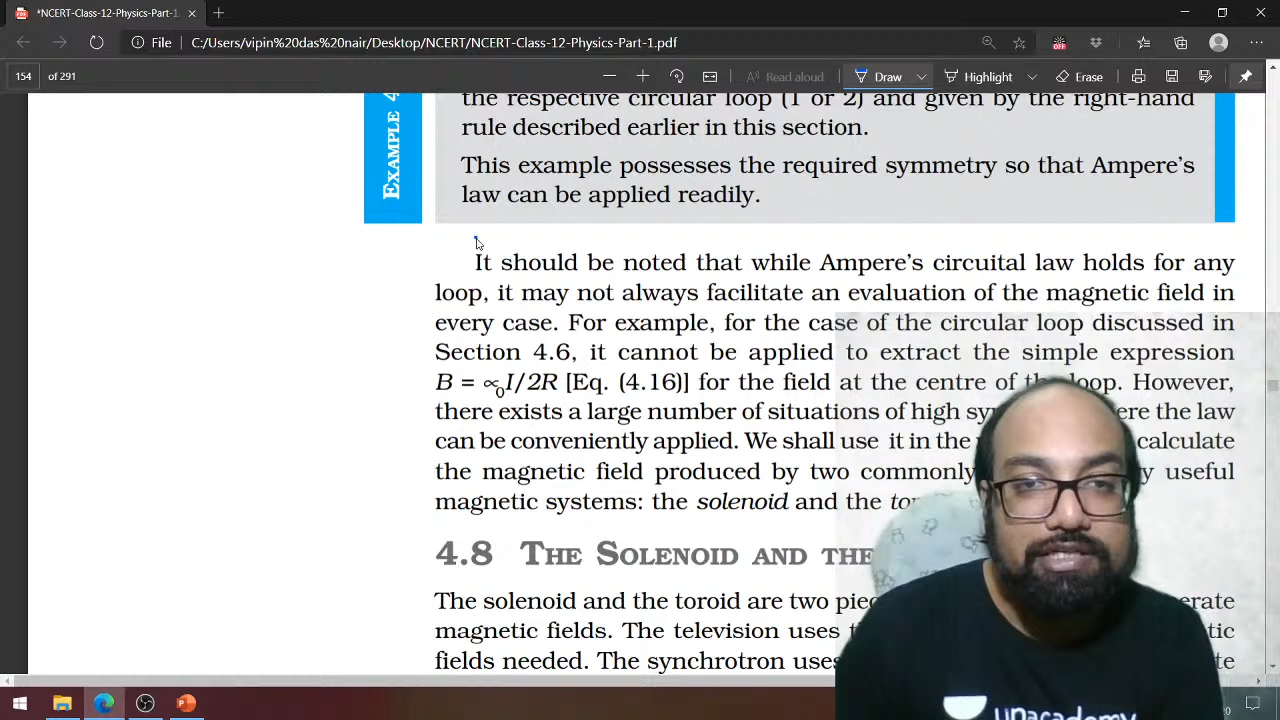 *NCERT-Class-12-Physics-Part-1.
File C:/Users/vipin%20das%20nair/Desktop/NCERT/NCERT-Class-12-Physics-Part-1.pdf
OFF
154 of 291
Read aloud
Draw
Highlight
Erase
EXAMPLE 4
the respective circular loop (1 or 2) and given by the right-hand
rule described earlier in this section.
This example possesses the required symmetry so that Ampere's
law can be applied readily.
It should be noted that while Ampere's circuital law holds for any
loop, it may not always facilitate an evaluation of the magnetic field in
every case. For example, for the case of the circular loop discussed in
Section 4.6, it cannot be applied to extract the simple expression
B = ∝₀I/2R [Eq. (4.16)] for the field at the centre of the loop. However,
there exists a large number of situations of high the law
can be conveniently applied. We shall use it in the calculate
the magnetic field produced by two commonly useful
magnetic systems: the solenoid and the
4.8 THE SOLENOID AND THE
The solenoid and the toroid are two
magnetic fields. The television uses
fields needed. The synchrotron uses
unacademy